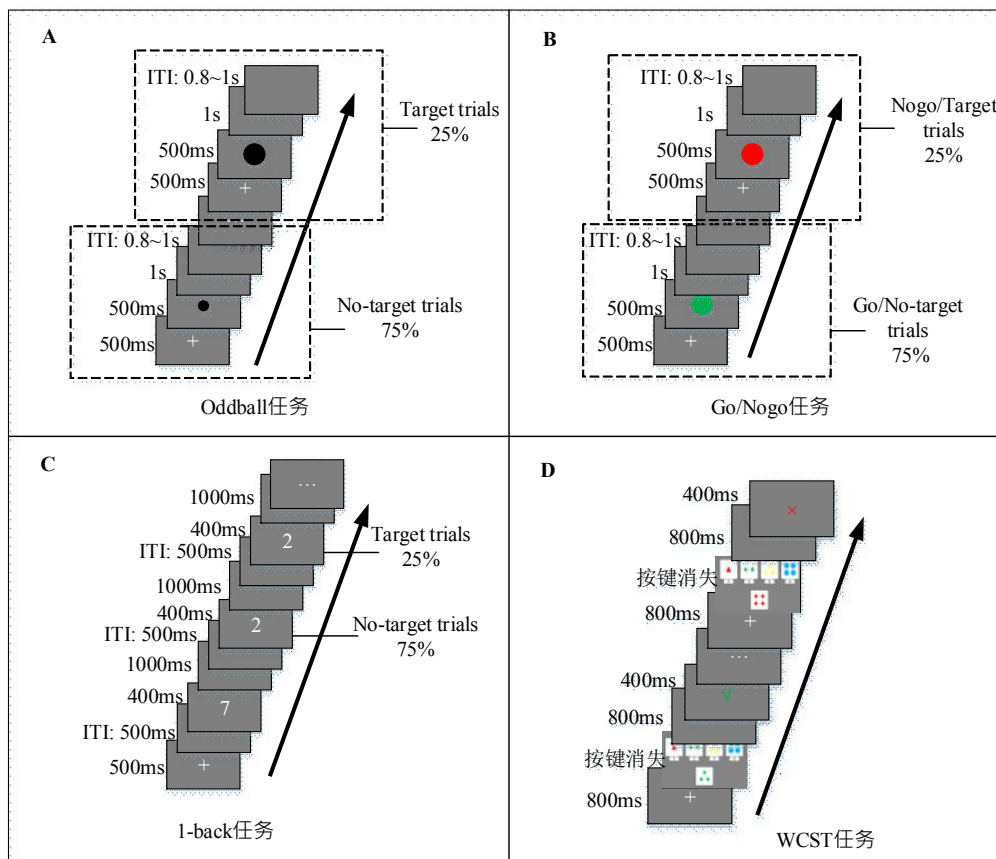 A
ITI: 0.8~1s
1s
500ms
500ms
+
Target trials
25%
ITI: 0.8~1s
1s
500ms
500ms
+
No-target trials
75%
Oddball任务
B
ITI: 0.8~1s
1s
500ms
500ms
+
Nogo/Target
trials
25%
ITI: 0.8~1s
1s
500ms
500ms
+
Go/No-target
trials
75%
Go/Nogo任务
C
…
1000ms
400ms
2
ITI: 500ms
Target trials
25%
1000ms
400ms
2
ITI: 500ms
No-target trials
75%
1000ms
400ms
7
ITI: 500ms
500ms
+
1-back任务
D
400ms
×
800ms
按键消失
800ms
+
…
400ms
√
800ms
按键消失
800ms
+
WCST任务